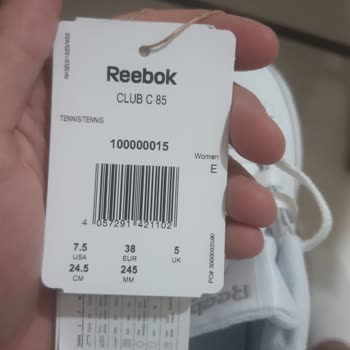 Reebok
CLUB C 85
TENNIS/TENNIS
100000015
Women
E
4 057291 421102
7.5 38 5
USA EUR UK
24.5 245
CM MM
Reebok